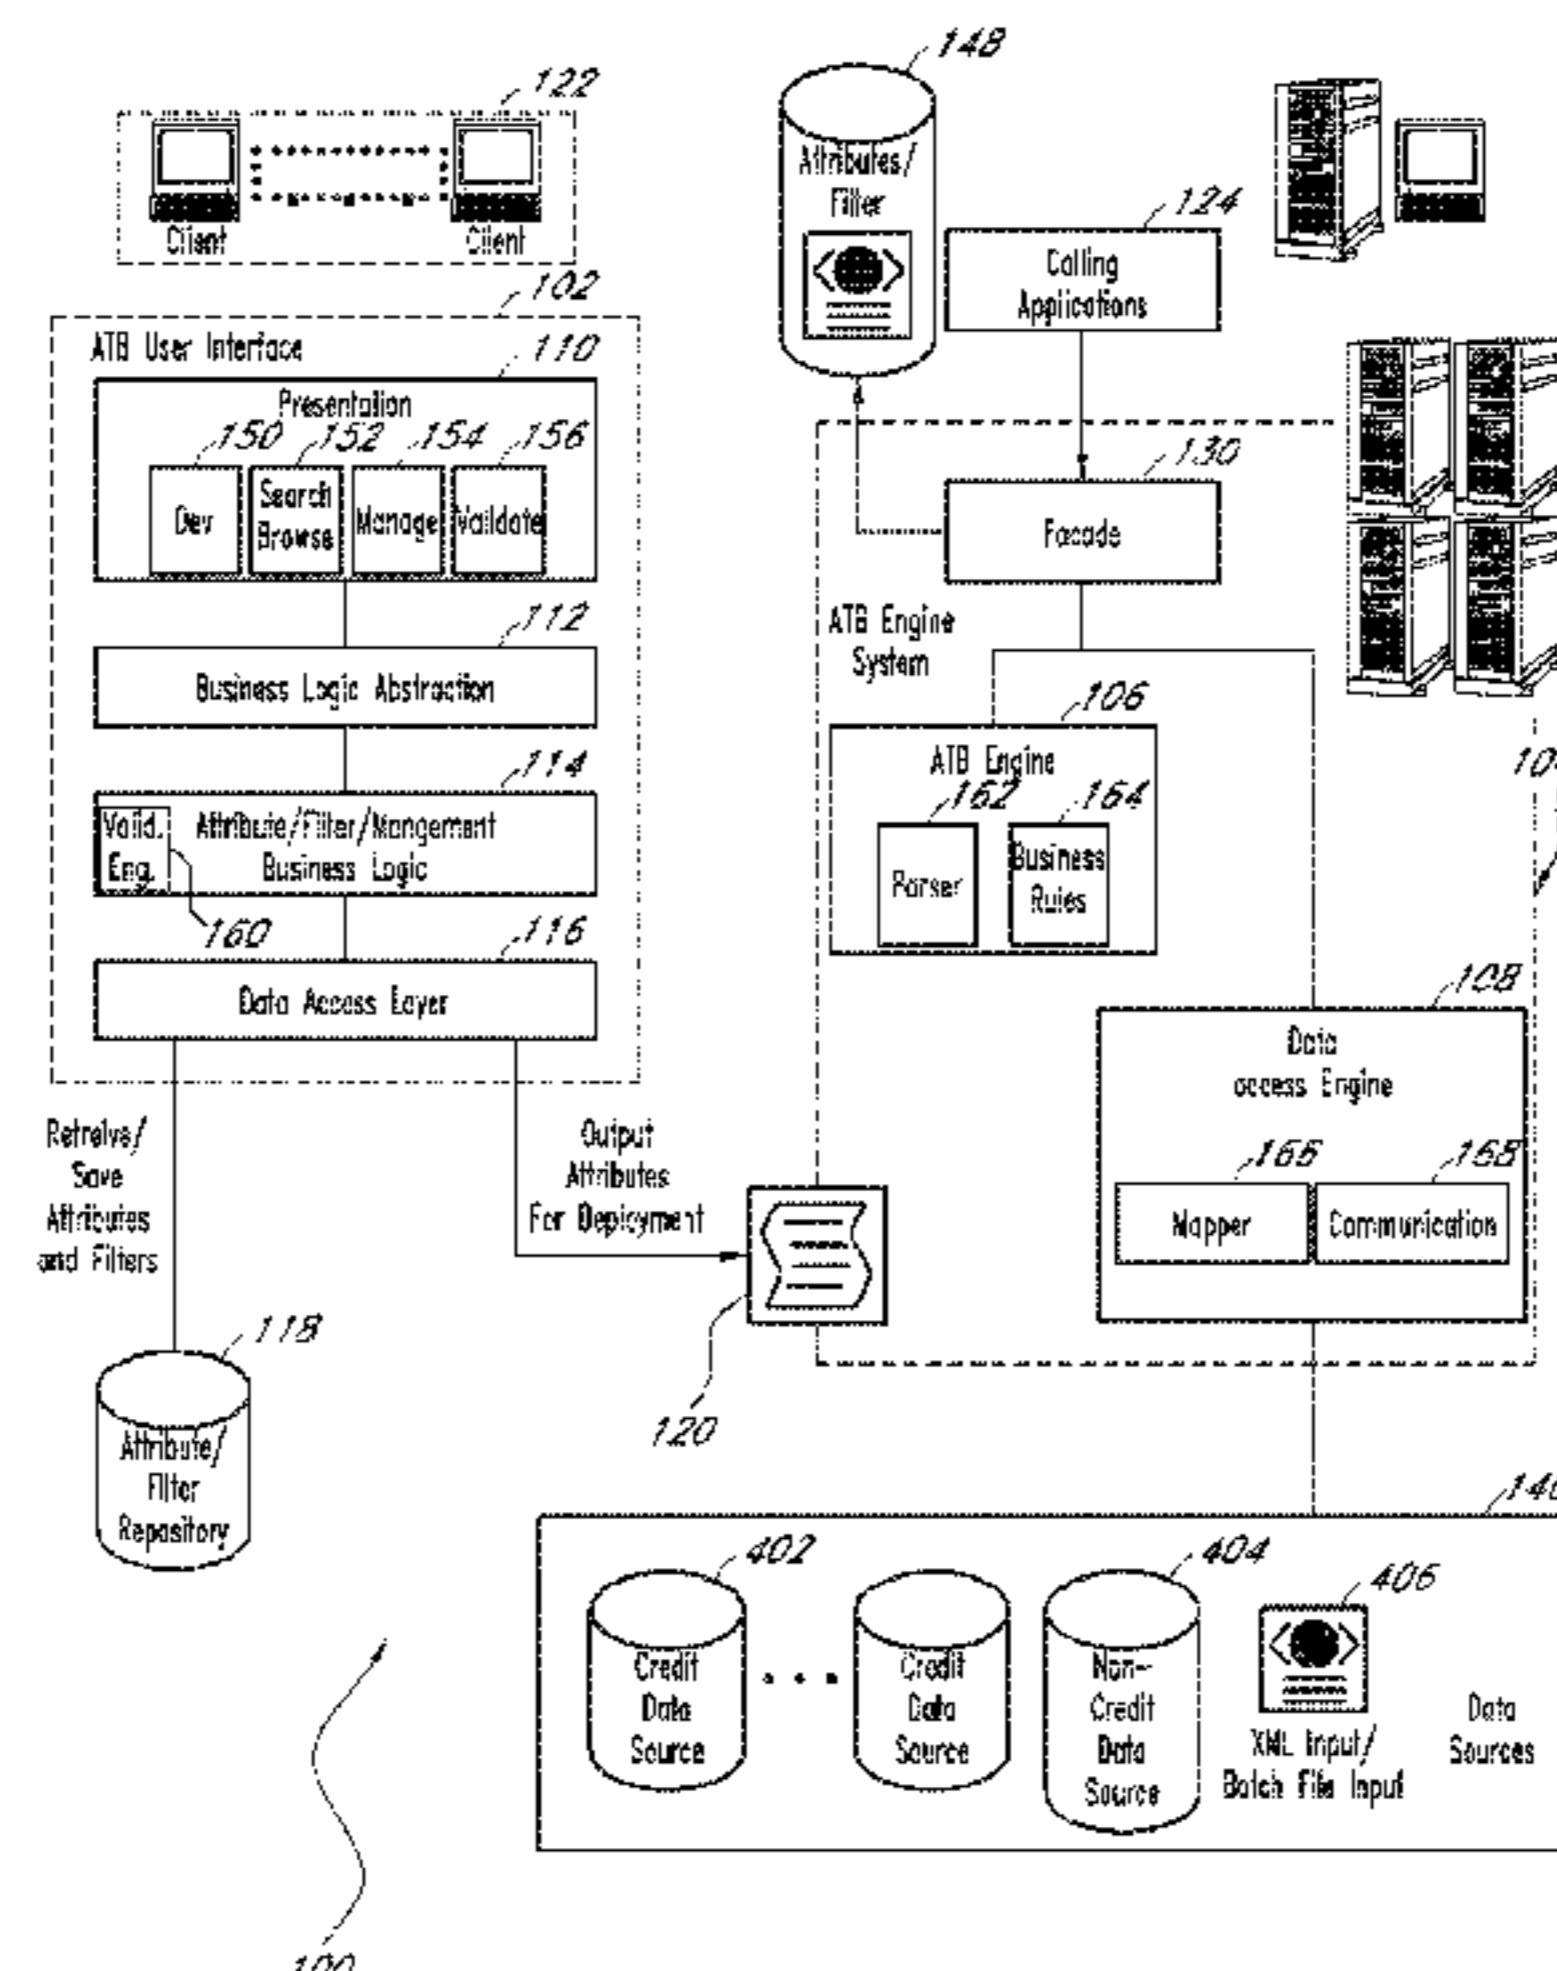 148
122
Client
Client
Attributes/
Filter
124
Calling
Applications
102
ATB User Interface
110
Presentation
150
152
154
156
Dev
Search
Browse
Manage
Validate
130
Facade
ATB Engine
System
112
Business Logic Abstraction
106
ATB Engine
162
164
Parser
Business
Rules
114
Valid.
Eng.
Attribute/Filter/Mangement
Business Logic
160
116
Data Access Layer
108
Data
access Engine
166
168
Mapper
Communication
Retreive/
Save
Attributes
and Filters
Output
Attributes
For Deployment
118
Attribute/
Filter
Repository
120
402
404
406
Credit
Data
Source
Credit
Data
Source
Non-
Credit
Data
Source
XML Input/
Batch File Input
Data
Sources